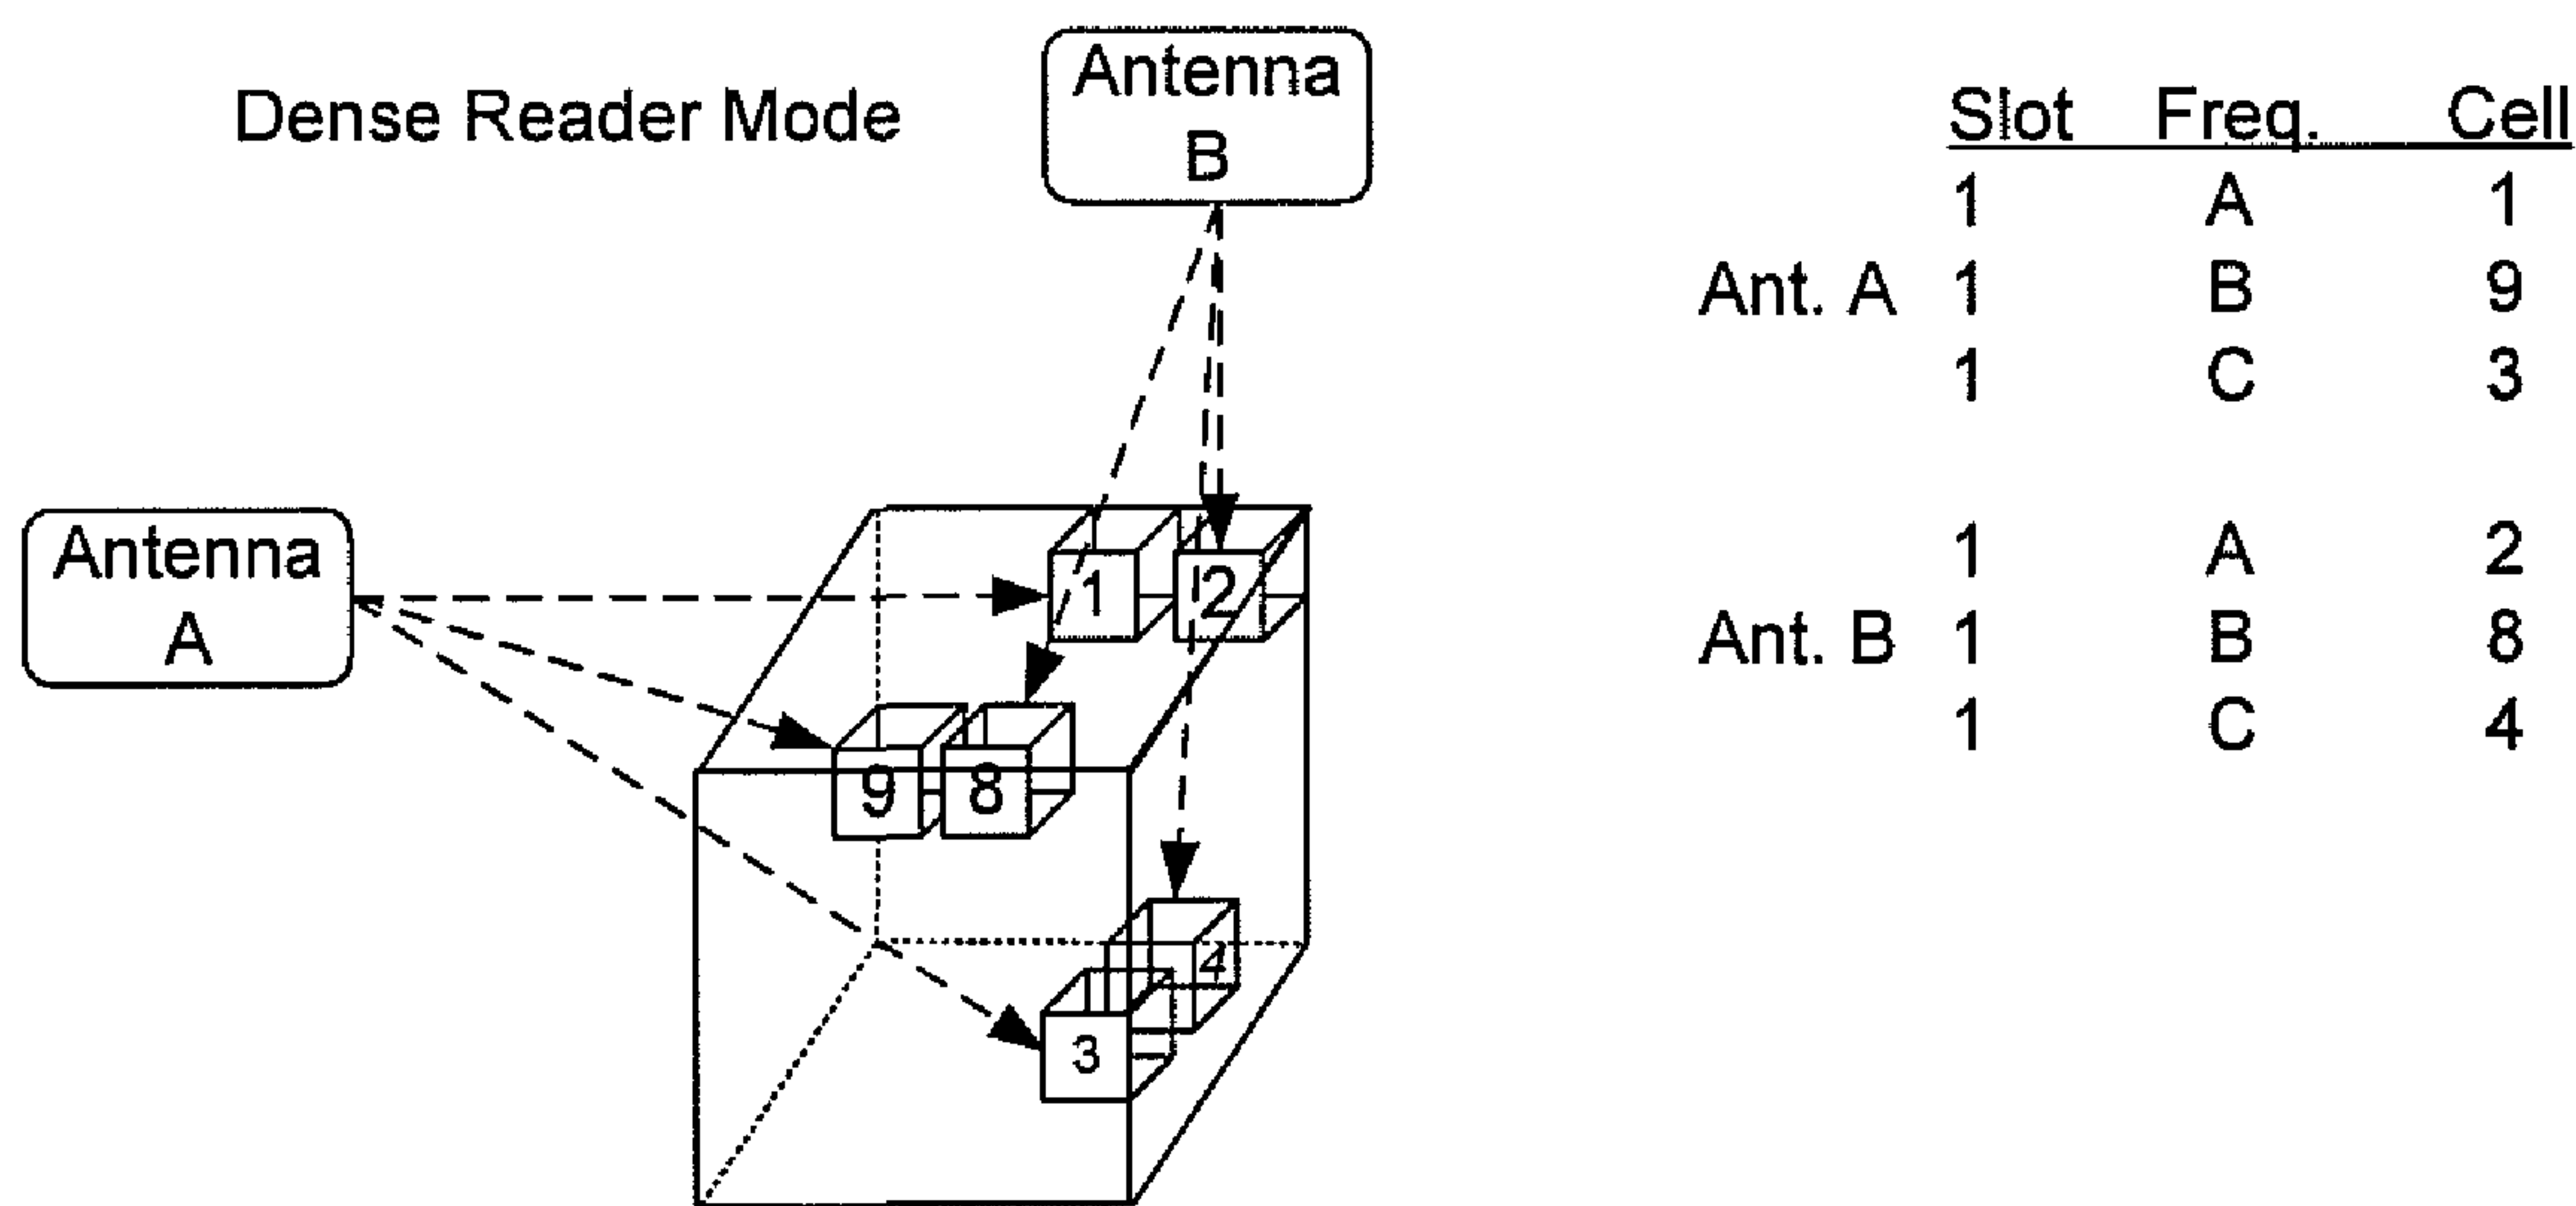 Dense Reader Mode
Antenna
B
Antenna
A
1
2
9
8
4
3
Slot Freq. Cell
1 A 1
Ant. A 1 B 9
1 C 3
1 A 2
Ant. B 1 B 8
1 C 4